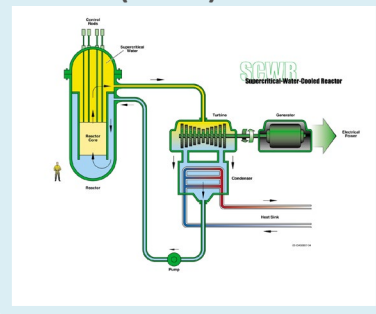 Control
Rods
Supercritical
Water
SCWR
Supercritical-Water-Cooled Reactor
Turbine
Generator
Electrical
Power
Reactor
Core
Reactor
Condenser
Heat Sink
Pump